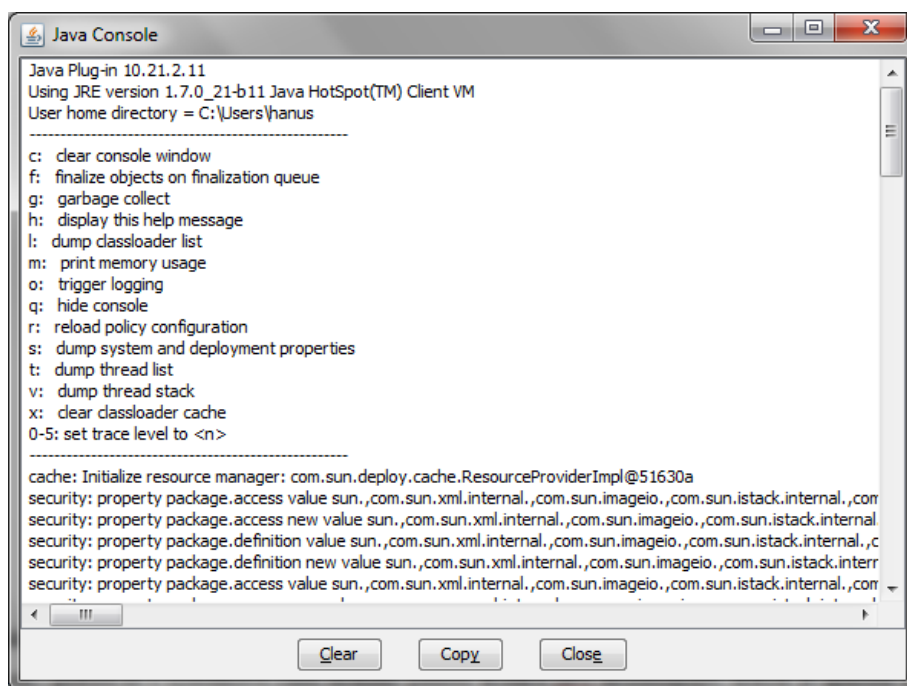 Java Console
Java Plug-in 10.21.2.11
Using JRE version 1.7.0_21-b11 Java HotSpot(TM) Client VM
User home directory = C:\Users\hanus
----------------------------------------------------
c:   clear console window
f:   finalize objects on finalization queue
g:   garbage collect
h:   display this help message
l:   dump classloader list
m:   print memory usage
o:   trigger logging
q:   hide console
r:   reload policy configuration
s:   dump system and deployment properties
t:   dump thread list
v:   dump thread stack
x:   clear classloader cache
0-5: set trace level to <n>
----------------------------------------------------
cache: Initialize resource manager: com.sun.deploy.cache.ResourceProviderImpl@51630a
security: property package.access value sun.,com.sun.xml.internal.,com.sun.imageio.,com.sun.istack.internal.,com
security: property package.access new value sun.,com.sun.xml.internal.,com.sun.imageio.,com.sun.istack.internal.
security: property package.definition value sun.,com.sun.xml.internal.,com.sun.imageio.,com.sun.istack.internal.,c
security: property package.definition new value sun.,com.sun.xml.internal.,com.sun.imageio.,com.sun.istack.intern
security: property package.access value sun.,com.sun.xml.internal.,com.sun.imageio.,com.sun.istack.internal.,com
Clear Copy Close